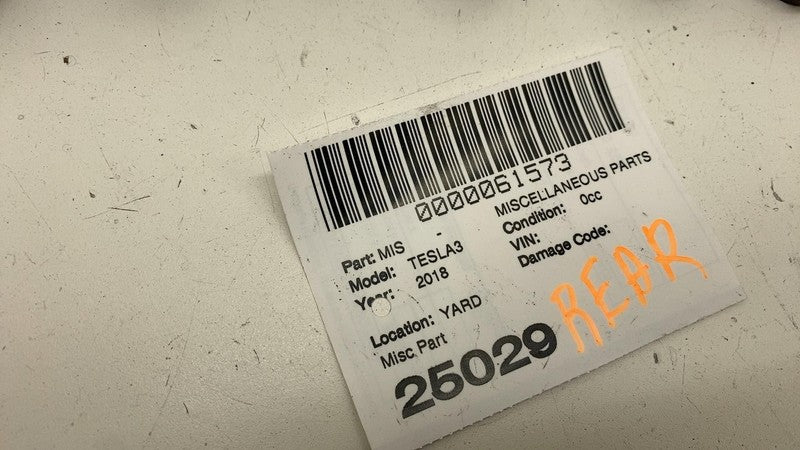 0000061573
Part: MIS - MISCELLANEOUS PARTS
Model: TESLA3 Condition: 0cc
Year: 2018 VIN:
Damage Code:
Location: YARD
Misc Part
25029 REAR